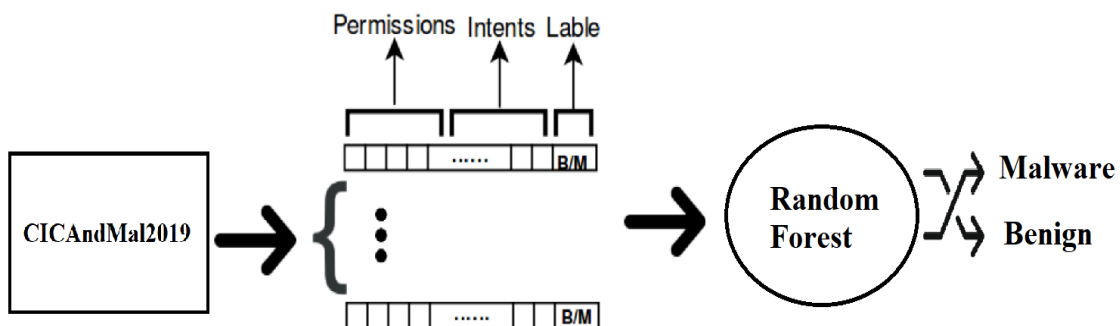 Permissions Intents Lable
...... B/M
CICAndMal2019
Random
Forest
Malware
Benign
...... B/M